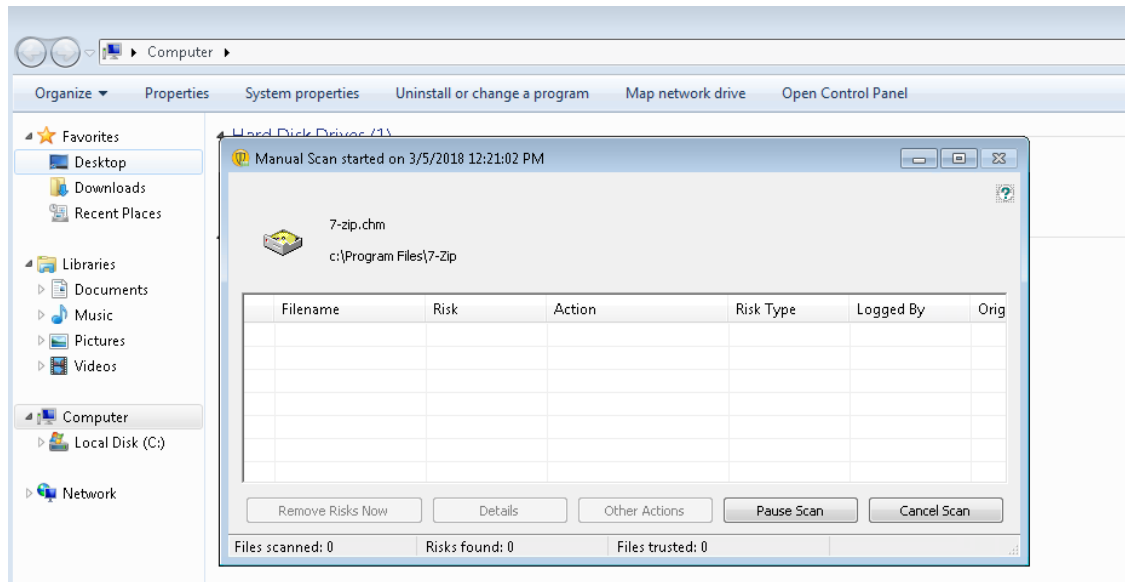 Computer
Organize Properties System properties Uninstall or change a program Map network drive Open Control Panel
Favorites
Desktop
Downloads
Recent Places
Libraries
Documents
Music
Pictures
Videos
Computer
Local Disk (C:)
Network
Hard Disk Drives (1)
Manual Scan started on 3/5/2018 12:21:02 PM
7-zip.chm
c:\Program Files\7-Zip
Filename Risk Action Risk Type Logged By Orig
Remove Risks Now Details Other Actions Pause Scan Cancel Scan
Files scanned: 0 Risks found: 0 Files trusted: 0